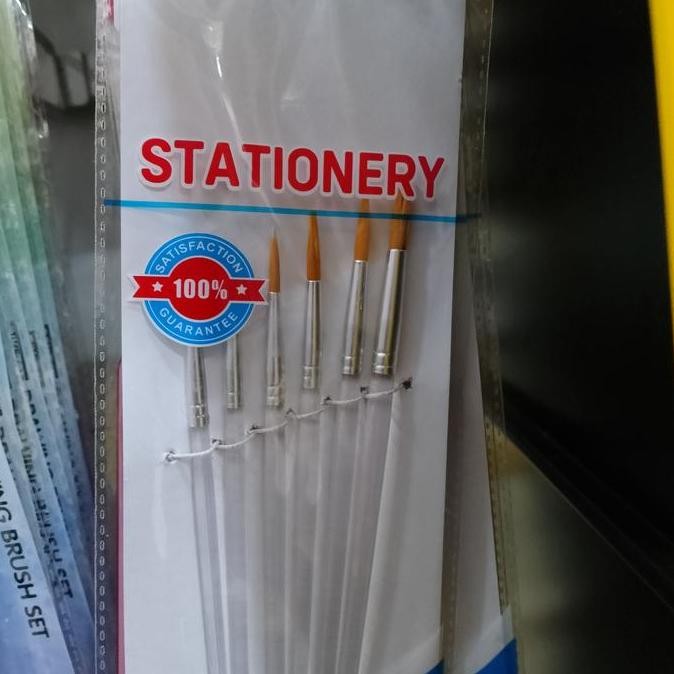 STATIONERY
SATISFACTION
100%
GUARANTEE
BRUSH SET